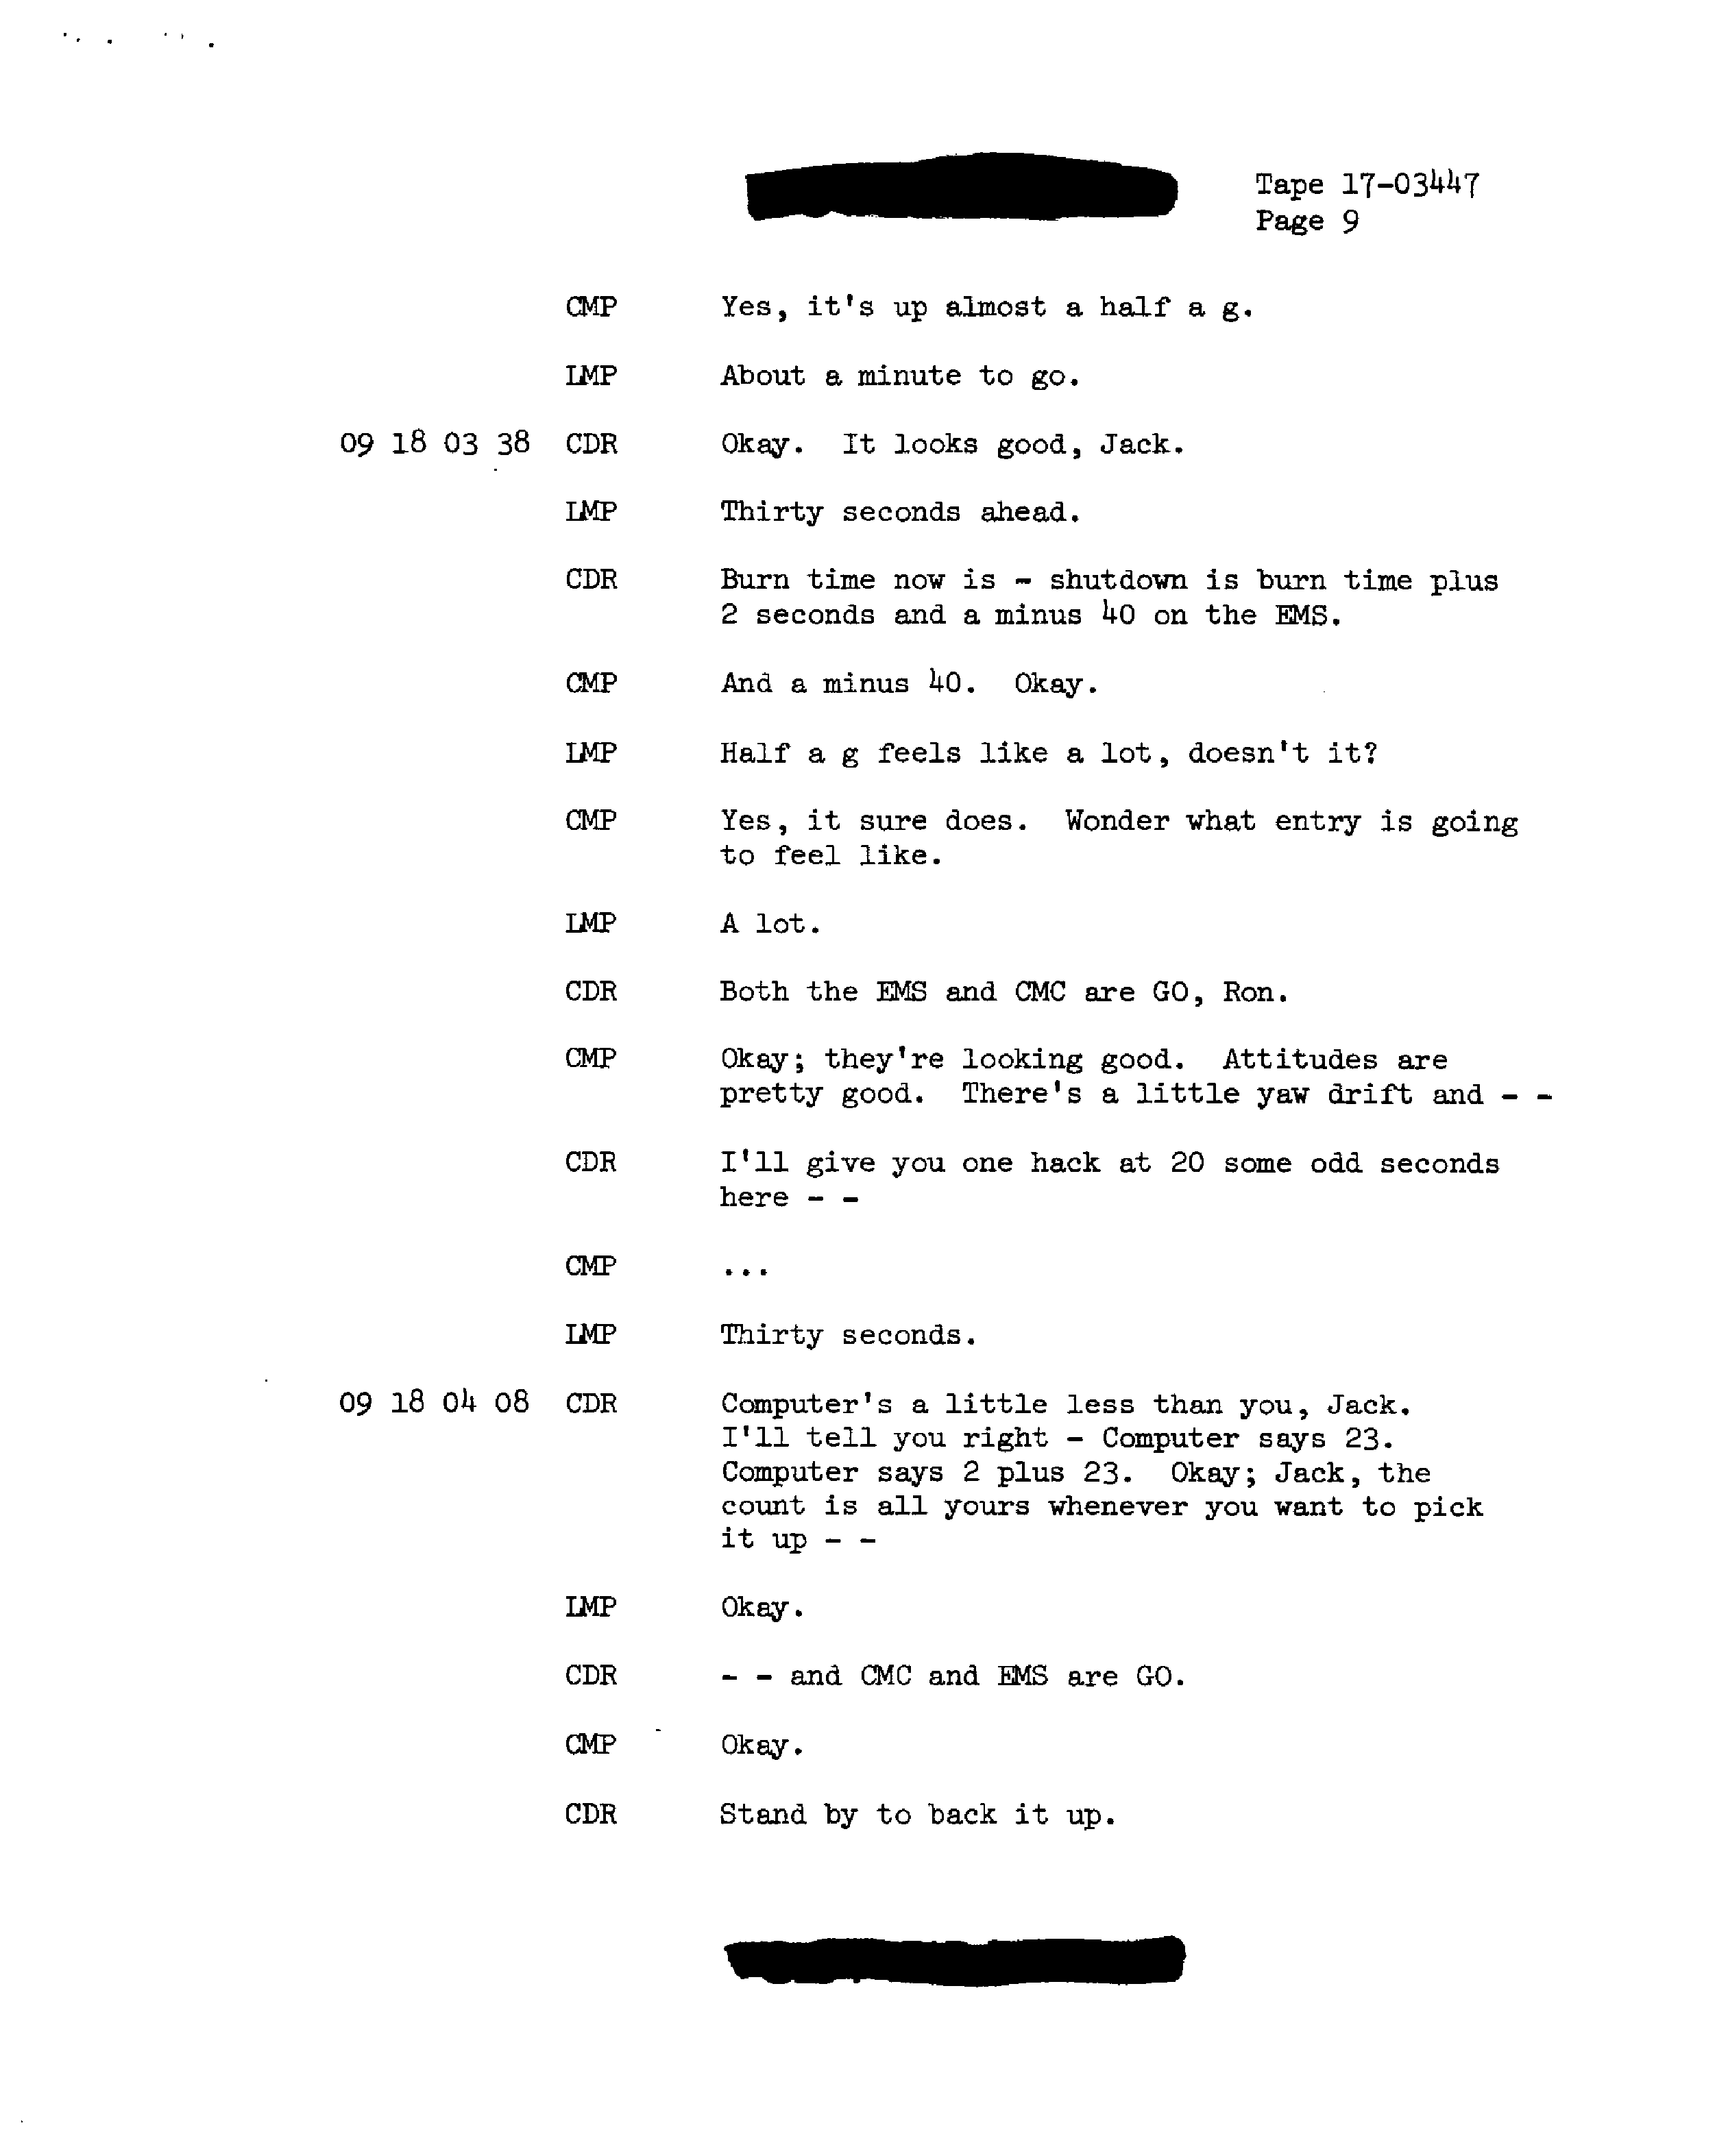 Tape 17-03447
Page 9
CMP Yes, it's up almost a half a g.
LMP About a minute to go.
09 18 03 38 CDR Okay. It looks good, Jack.
LMP Thirty seconds ahead.
CDR Burn time now is - shutdown is burn time plus
2 seconds and a minus 40 on the EMS.
CMP And a minus 40. Okay.
LMP Half a g feels like a lot, doesn't it?
CMP Yes, it sure does. Wonder what entry is going
to feel like.
LMP A lot.
CDR Both the EMS and CMC are GO, Ron.
CMP Okay; they're looking good. Attitudes are
pretty good. There's a little yaw drift and - -
CDR I'll give you one hack at 20 some odd seconds
here - -
CMP ...
LMP Thirty seconds.
09 18 04 08 CDR Computer's a little less than you, Jack.
I'll tell you right - Computer says 23.
Computer says 2 plus 23. Okay; Jack, the
count is all yours whenever you want to pick
it up - -
LMP Okay.
CDR - - and CMC and EMS are GO.
CMP Okay.
CDR Stand by to back it up.